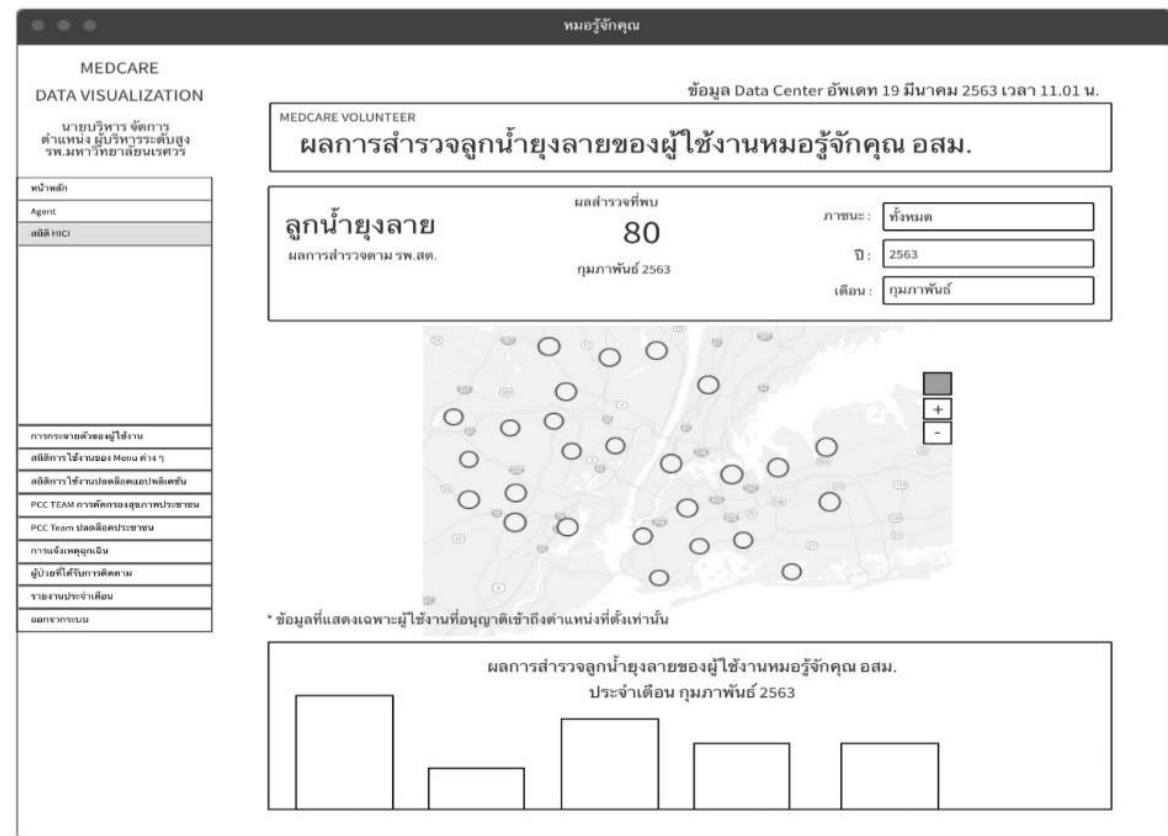 หมอรู้จักคุณ
MEDCARE
DATA VISUALIZATION
นายบริหาร จัดการ
ตำแหน่ง ผู้บริหารระดับสูง
รพ.มหาวิทยาลัยนเรศวร
หน้าหลัก
Agent
สถิติ HICI
การกระจายตัวของผู้ใช้งาน
สถิติการใช้งานของ Menu ต่าง ๆ
สถิติการใช้งานปลดล็อคแอปพลิเคชัน
PCC TEAM การคัดกรองสุขภาพประชาชน
PCC Team ปลดล็อคประชาชน
การแจ้งเหตุฉุกเฉิน
ผู้ป่วยที่ได้รับการติดตาม
รายงานประจำเดือน
ออกจากระบบ
ข้อมูล Data Center อัพเดท 19 มีนาคม 2563 เวลา 11.01 น.
MEDCARE VOLUNTEER
ผลการสำรวจลูกน้ำยุงลายของผู้ใช้งานหมอรู้จักคุณ อสม.
ลูกน้ำยุงลาย
ผลการสำรวจตาม รพ.สต.
ผลสำรวจที่พบ
80
กุมภาพันธ์ 2563
ภาชนะ : ทั้งหมด
ปี : 2563
เดือน : กุมภาพันธ์
+
-
* ข้อมูลที่แสดงเฉพาะผู้ใช้งานที่อนุญาติเข้าถึงตำแหน่งที่ตั้งเท่านั้น
ผลการสำรวจลูกน้ำยุงลายของผู้ใช้งานหมอรู้จักคุณ อสม.
ประจำเดือน กุมภาพันธ์ 2563